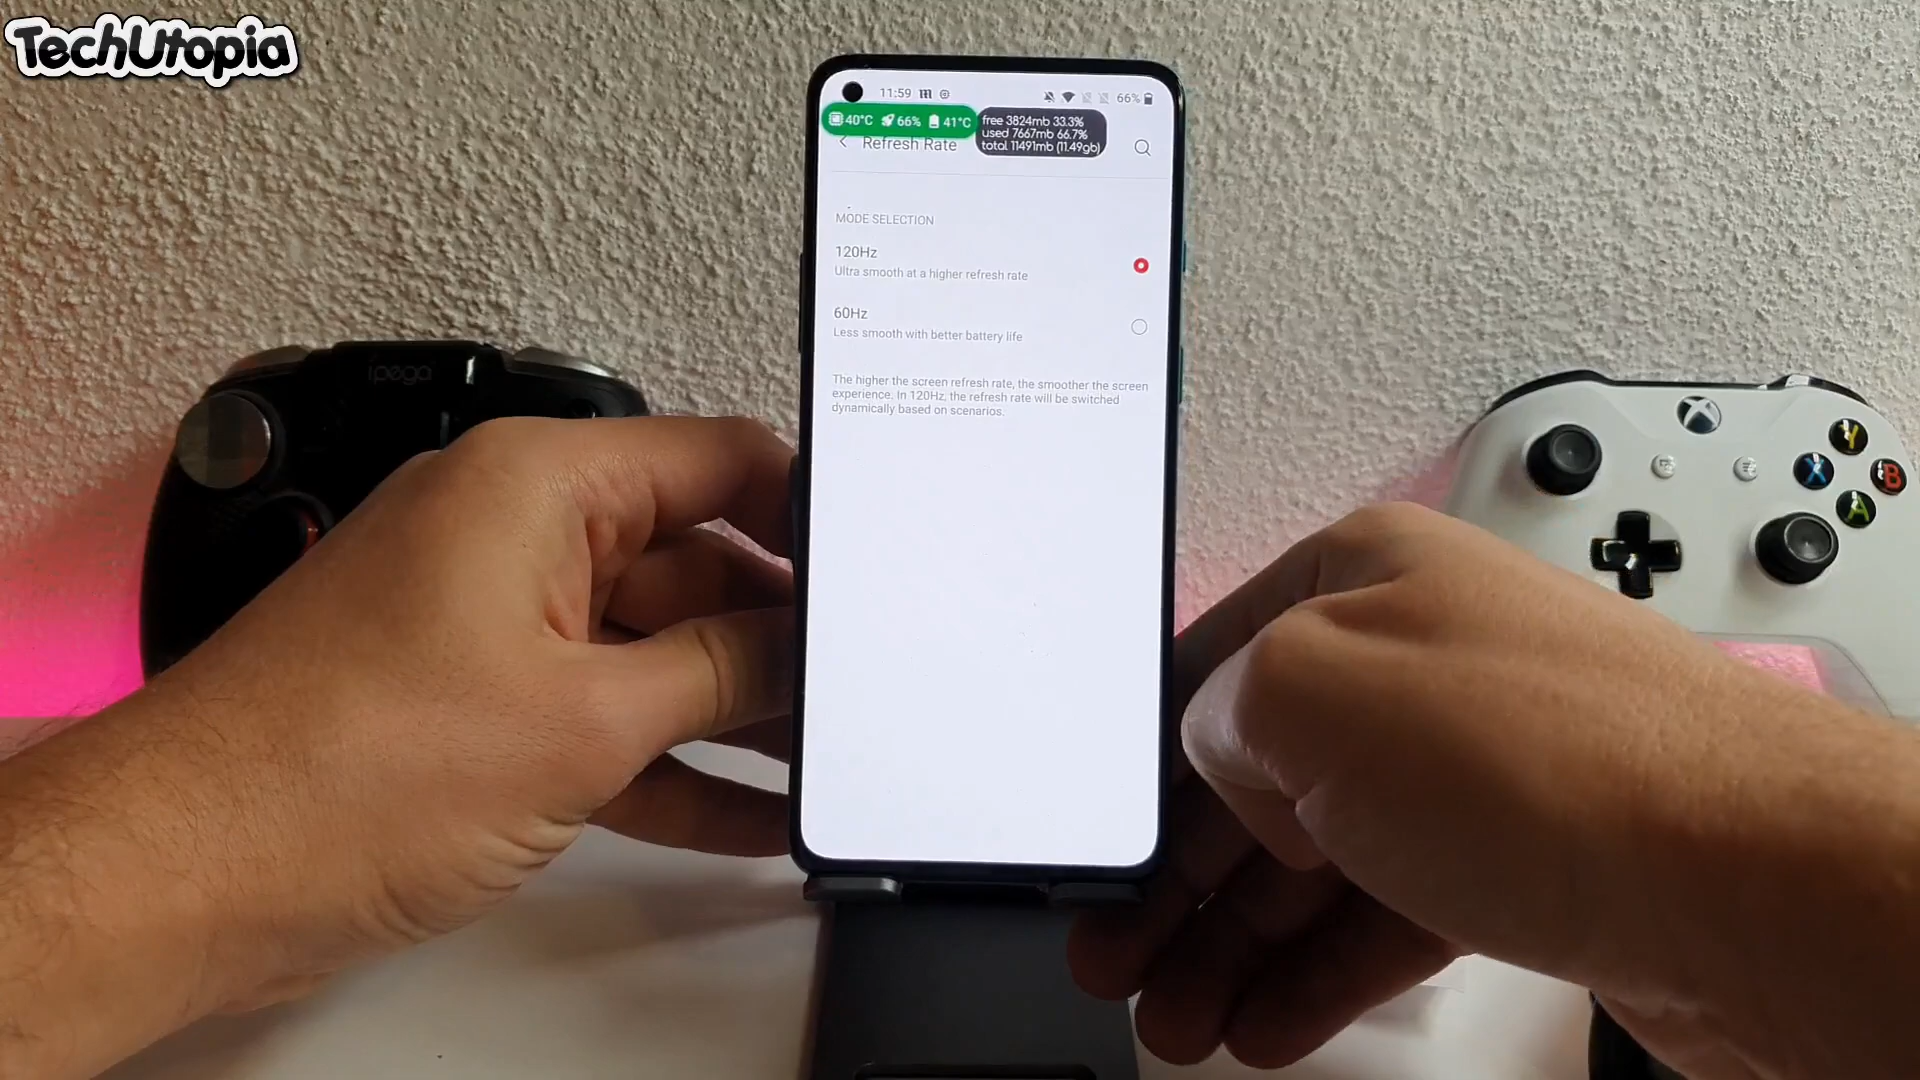 TechUtopia
11:59
66%
40°C 66% 41°C
free 3824mb 33.3%
used 7667mb 66.7%
total 11491mb (11.49gb)
Refresh Rate
MODE SELECTION
120Hz
Ultra smooth at a higher refresh rate
60Hz
Less smooth with better battery life
The higher the screen refresh rate, the smoother the screen
experience. In 120Hz, the refresh rate will be switched
dynamically based on scenarios.
ipega
Y
X
B
A